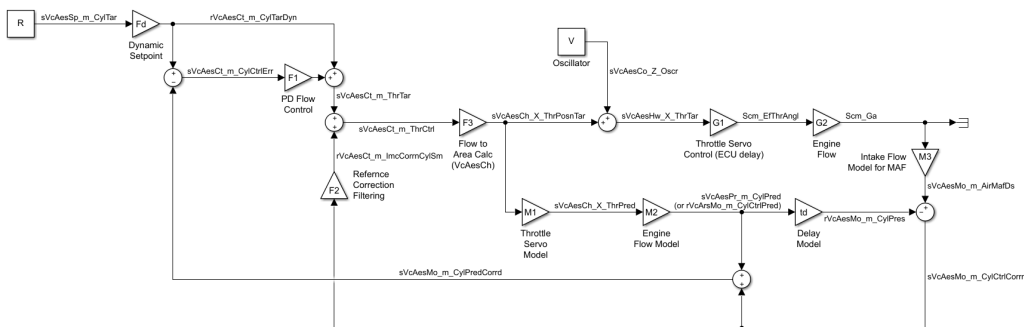 R
sVcAesSp_m_CylTar
Fd
Dynamic
Setpoint
rVcAesCt_m_CylTarDyn
sVcAesCt_m_CylCtrlErr
F1
PD Flow
Control
sVcAesCt_m_ThrTar
sVcAesCt_m_ThrCtrl
rVcAesCt_m_ImcCorrnCylSm
F2
Refernce
Correction
Filtering
F3
Flow to
Area Calc
(VcAesCh)
sVcAesCh_X_ThrPosnTar
V
Oscillator
sVcAesCo_Z_Oscr
sVcAesHw_X_ThrTar
G1
Throttle Servo
Control (ECU delay)
Scm_EfThrAngl
G2
Engine
Flow
Scm_Ga
Intake Flow
Model for MAF
M3
sVcAesMo_m_AirMafDs
M1
Throttle
Servo
Model
sVcAesCh_X_ThrPred
M2
Engine
Flow Model
sVcAesPr_m_CylPred
(or rVcArsMo_m_CylCtrlPred)
td
Delay
Model
rVcAesMo_m_CylPres
sVcAesMo_m_CylPredCorrd
sVcAesMo_m_CylCtrlCorrn